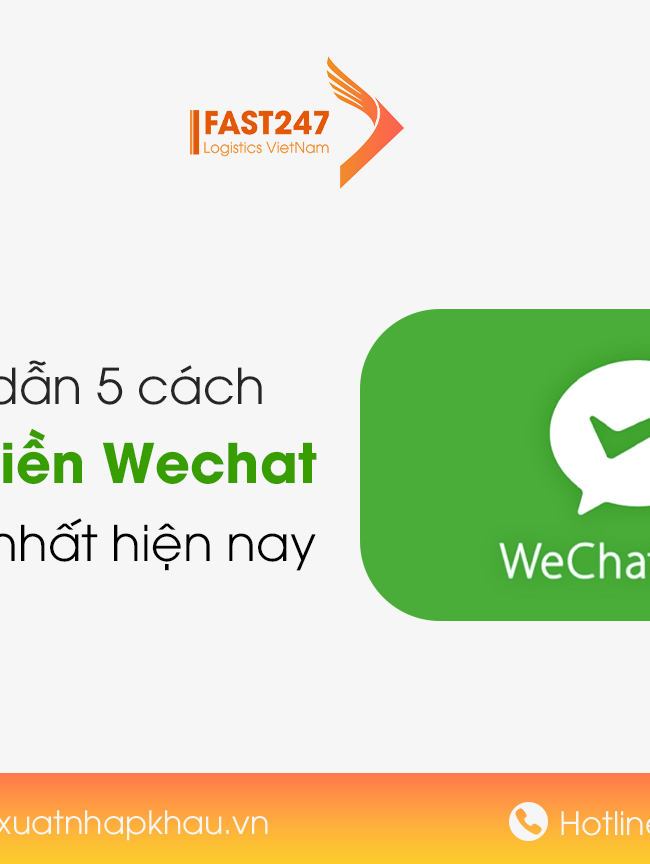 FAST247
Logistics VietNam
dẫn 5 cách
iền Wechat
nhất hiện nay
WeChat
xuatnhapkhau.vn
Hotline